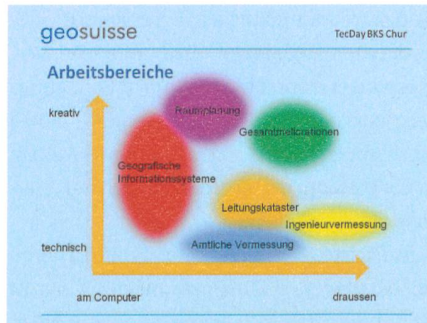 geosuisse
TecDay BKS Chur
Arbeitsbereiche
kreativ
Raumplanung
Gesamtmeliorationen
Geografische
Informationssysteme
Leitungskataster
Ingenieurvermessung
technisch
Amtliche Vermessung
am Computer
draussen